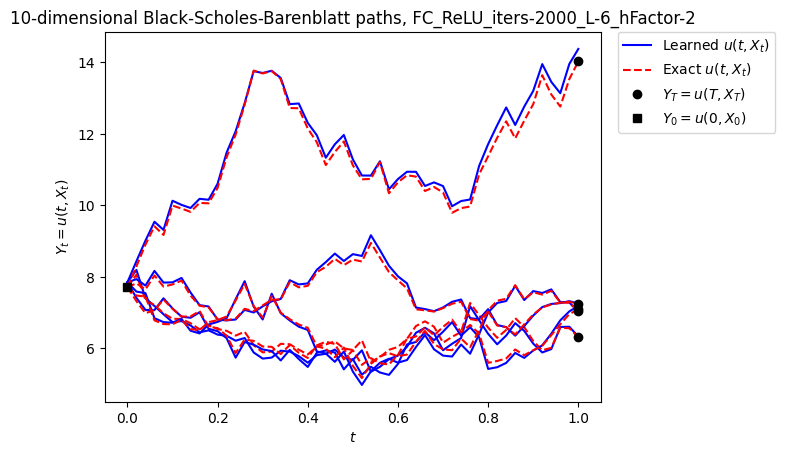 10-dimensional Black-Scholes-Barenblatt paths, FC_ReLU_iters-2000_L-6_hFactor-2
Learned u(t, X_t)
Exact u(t, X_t)
Y_T = u(T, X_T)
Y_0 = u(0, X_0)
Y_t = u(t, X_t)
14
12
10
8
6
0.0 0.2 0.4 0.6 0.8 1.0
t